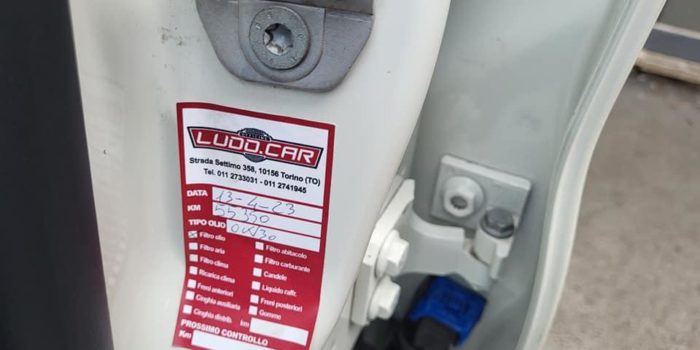 LUDO.CAR
Strada Settimo 358, 10156 Torino (TO)
Tel. 011 2733031 - 011 2741945
DATA 13-4-23
KM 55350
TIPO OLIO 0W30
Filtro olio Filtro abitacolo
Filtro aria Filtro carburante
Filtro clima Candele
Ricarica clima Liquido raffr.
Freni anteriori Freni posteriori
Cinghia ausiliaria Gomme
Cinghia distrib. km
PROSSIMO CONTROLLO
Km